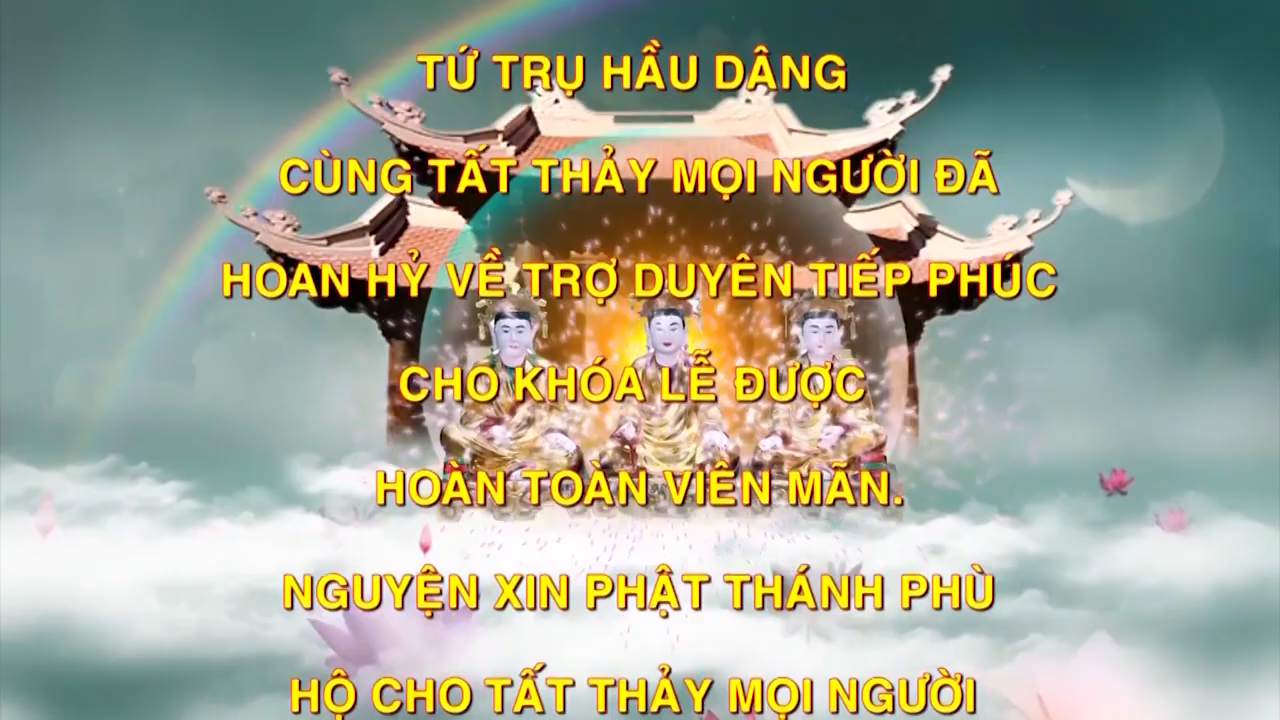 TỨ TRỤ HẦU DÂNG
CÙNG TẤT THẢY MỌI NGƯỜI ĐÃ
HOAN HỶ VỀ TRỢ DUYÊN TIẾP PHÚC
CHO KHÓA LỄ ĐƯỢC
HOÀN TOÀN VIÊN MÃN.
NGUYỆN XIN PHẬT THÁNH PHÙ
HỘ CHO TẤT THẢY MỌI NGƯỜI